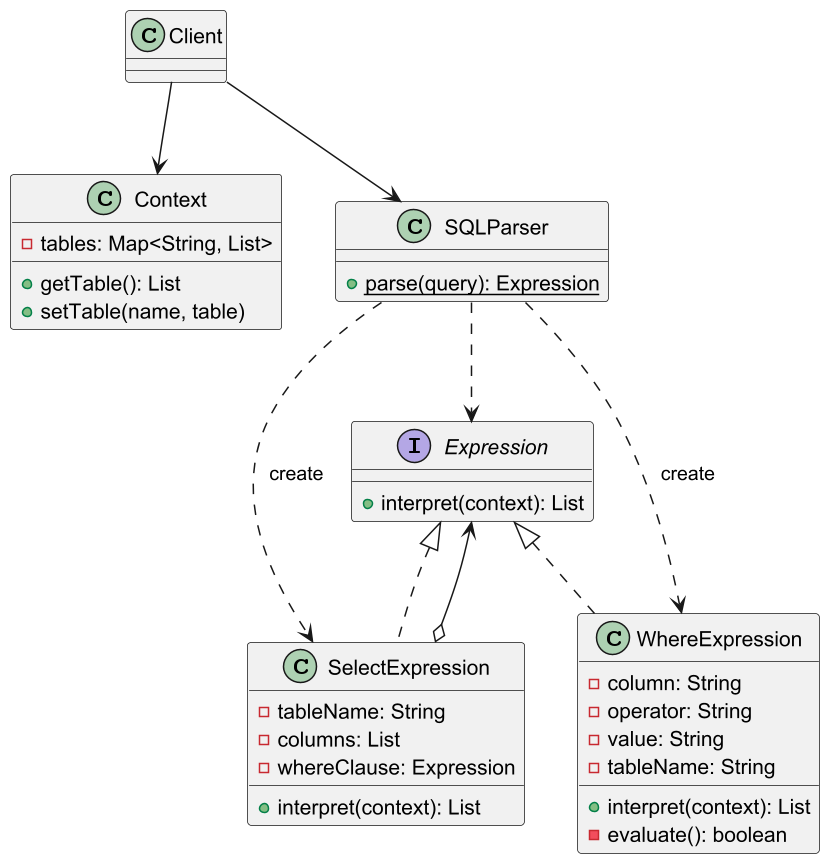 C Client
C Context
tables: Map<String, List>
getTable(): List
setTable(name, table)
C SQLParser
parse(query): Expression
create
create
I Expression
interpret(context): List
C SelectExpression
tableName: String
columns: List
whereClause: Expression
interpret(context): List
C WhereExpression
column: String
operator: String
value: String
tableName: String
interpret(context): List
evaluate(): boolean